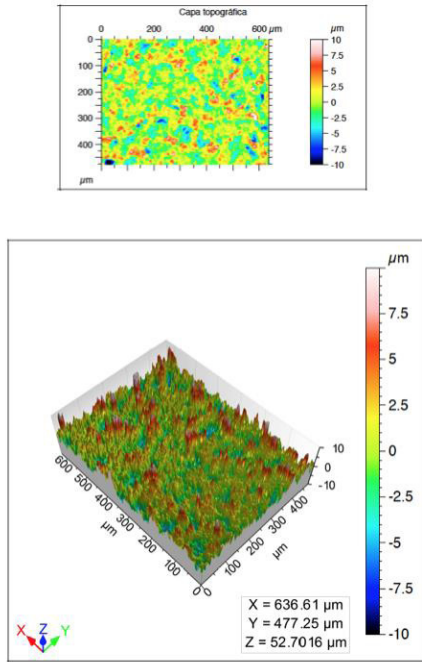 Capa topográfica
0 200 400 600 µm
µm
0
100
200
300
400
µm
10
7.5
5
2.5
0
-2.5
-5
-7.5
-10
µm
7.5
5
2.5
0
-2.5
-5
-7.5
-10
10
0
-10
600 500 400 300 200 100 0
µm
0 100 200 300 400
µm
X = 636.61 µm
Y = 477.25 µm
Z = 52.7016 µm
X Z Y